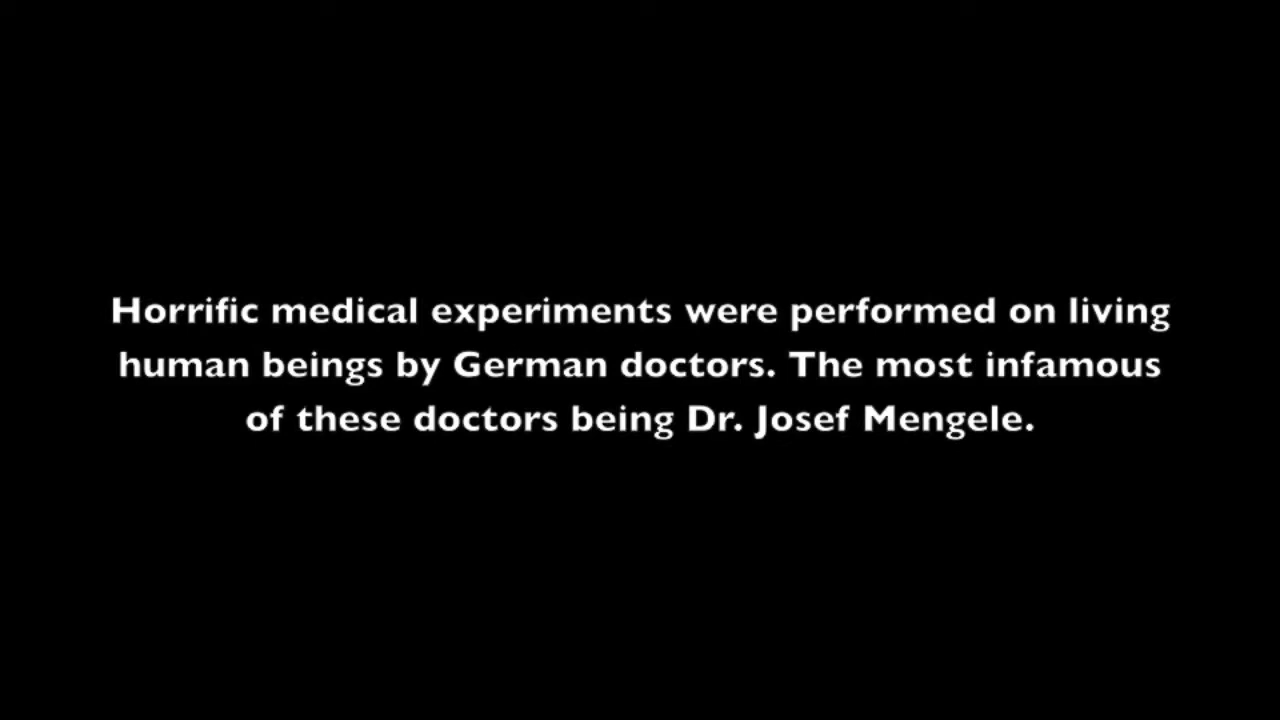 Horrific medical experiments were performed on living
human beings by German doctors. The most infamous
of these doctors being Dr. Josef Mengele.